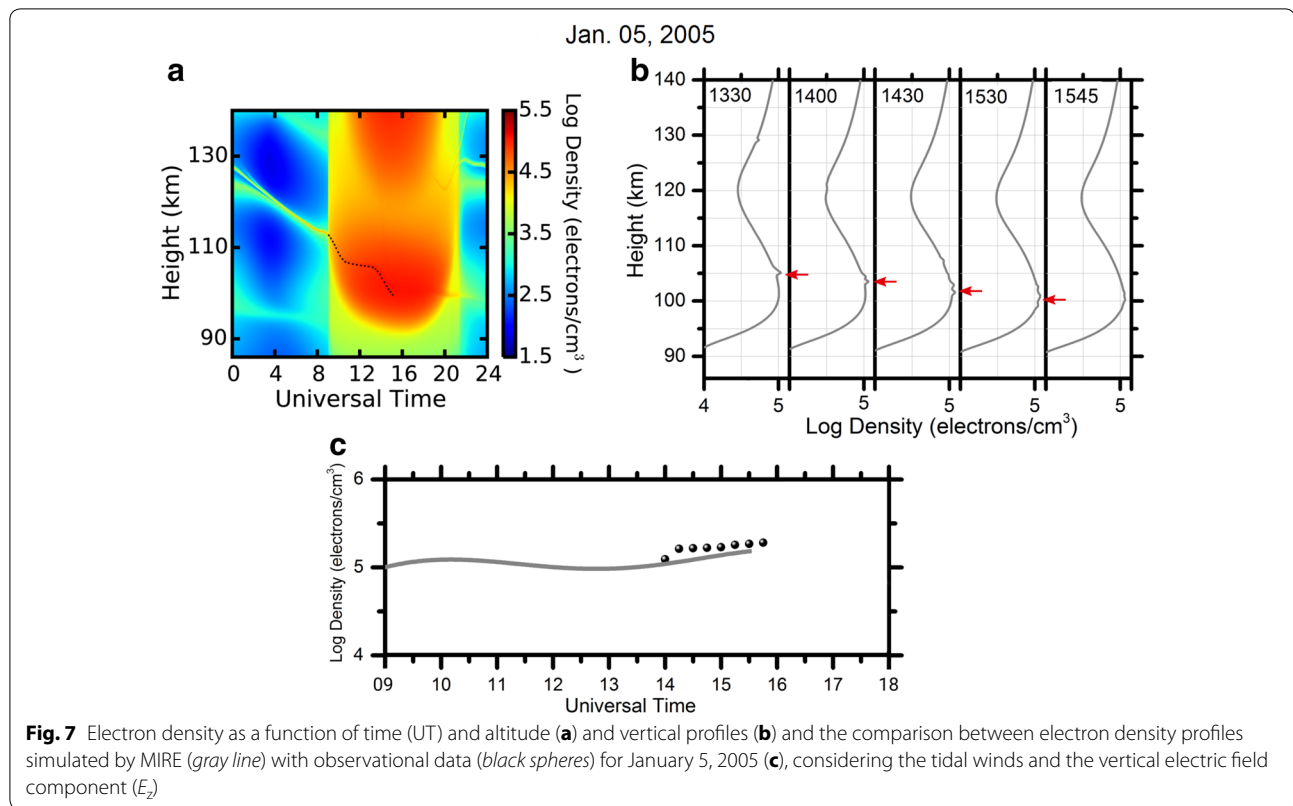 Jan. 05, 2005
a
130
110
90
Height (km)
0 4 8 12 16 20 24
Universal Time
5.5
4.5
3.5
2.5
1.5
Log Density (electrons/cm³)
b
140
130
120
110
100
90
Height (km)
1330 1400 1430 1530 1545
4 5 5 5 5 5
Log Density (electrons/cm³)
c
6
5
4
Log Density (electrons/cm³)
09 10 11 12 13 14 15 16 17 18
Universal Time
Fig. 7 Electron density as a function of time (UT) and altitude (a) and vertical profiles (b) and the comparison between electron density profiles
simulated by MIRE (gray line) with observational data (black spheres) for January 5, 2005 (c), considering the tidal winds and the vertical electric field
component (Ez)